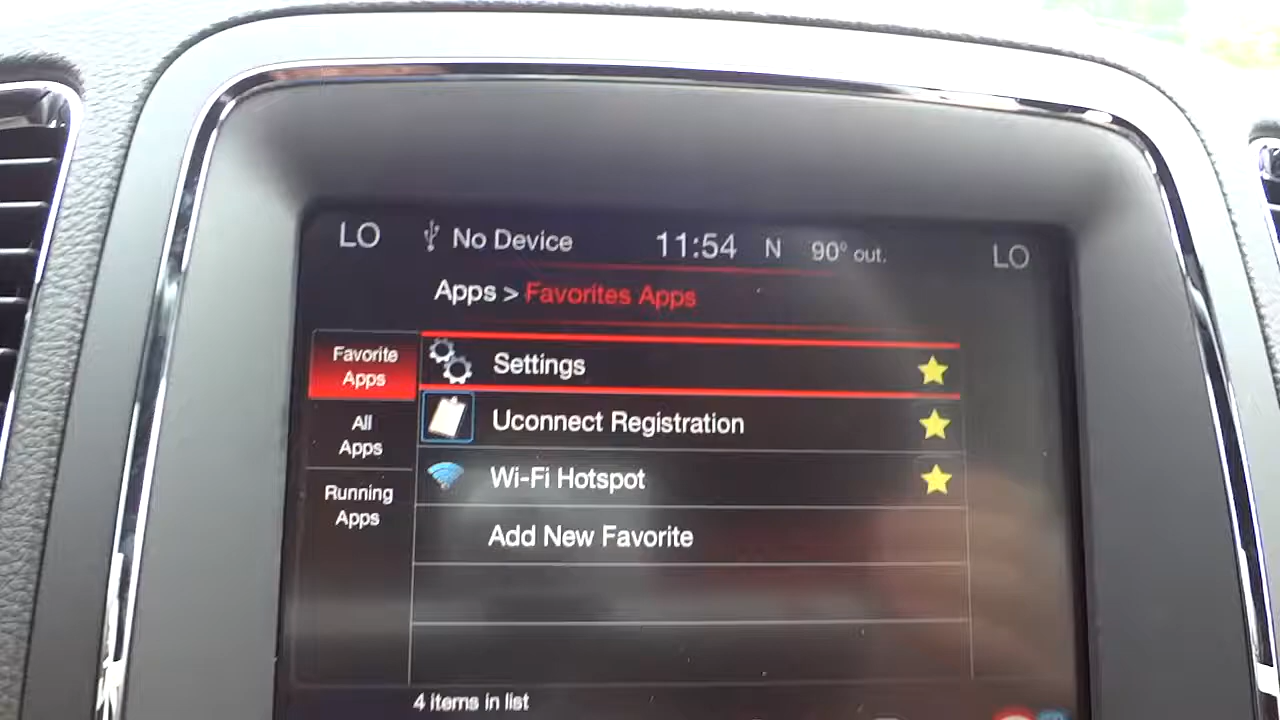 LO No Device 11:54 N 90° out. LO
Apps > Favorites Apps
Favorite
Apps
Settings
All
Apps
Uconnect Registration
Running
Apps
Wi-Fi Hotspot
Add New Favorite
4 items in list